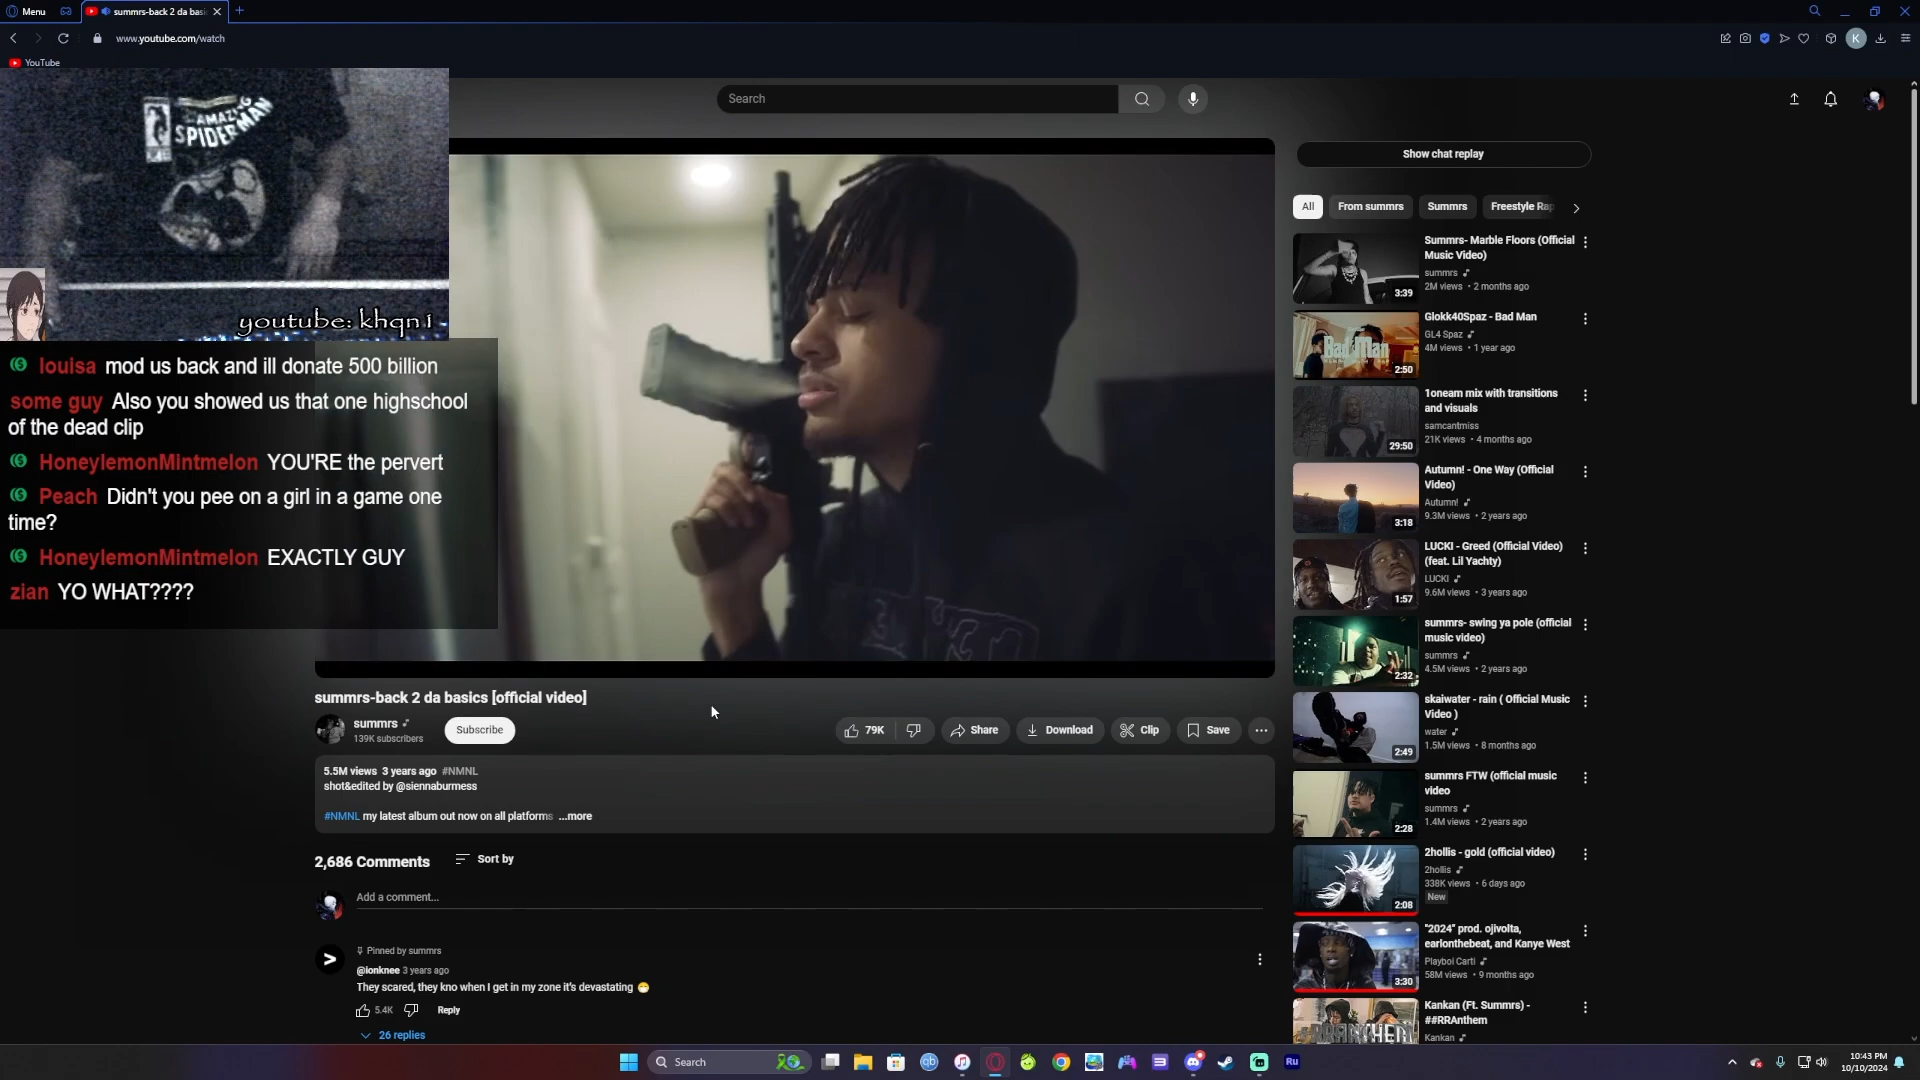 Menu
summrs-back 2 da basi
www.youtube.com/watch
K
YouTube
Search
AMAZING
SPIDERMAN
youtube: khqn1
louisa mod us back and ill donate 500 billion
some guy Also you showed us that one highschool
of the dead clip
HoneylemonMintmelon YOU'RE the pervert
Peach Didn't you pee on a girl in a game one
time?
HoneylemonMintmelon EXACTLY GUY
zian YO WHAT????
summrs-back 2 da basics [official video]
summrs
139K subscribers
Subscribe
79K
Share
Download
Clip
Save
5.5M views 3 years ago #NMNL
shot&edited by @siennaburmess
#NMNL my latest album out now on all platforms ...more
2,686 Comments
Sort by
Add a comment...
Pinned by summrs
@ionknee 3 years ago
They scared, they kno when I get in my zone it's devastating 😁
5.4K
Reply
26 replies
Show chat replay
All
From summrs
Summrs
Freestyle Rap
Summrs- Marble Floors (Official
Music Video)
summrs
2M views • 2 months ago
3:39
Glokk40Spaz - Bad Man
GL4 Spaz
4M views • 1 year ago
Bad Man
2:50
1oneam mix with transitions
and visuals
samcantmiss
21K views • 4 months ago
29:50
Autumn! - One Way (Official
Video)
Autumn!
9.3M views • 2 years ago
3:18
LUCKI - Greed (Official Video)
(feat. Lil Yachty)
LUCKI
9.6M views • 3 years ago
1:57
summrs- swing ya pole (official
music video)
summrs
4.5M views • 2 years ago
2:32
skaiwater - rain ( Official Music
Video )
water
1.5M views • 8 months ago
2:49
summrs FTW (official music
video
summrs
1.4M views • 2 years ago
2:28
2hollis - gold (official video)
2hollis
338K views • 6 days ago
New
2:08
"2024" prod. ojivolta,
earlonthebeat, and Kanye West
Playboi Carti
58M views • 9 months ago
3:30
Kankan (Ft. Summrs) -
##RRAnthem
Kankan
Search
qb
Ru
10:43 PM
10/10/2024